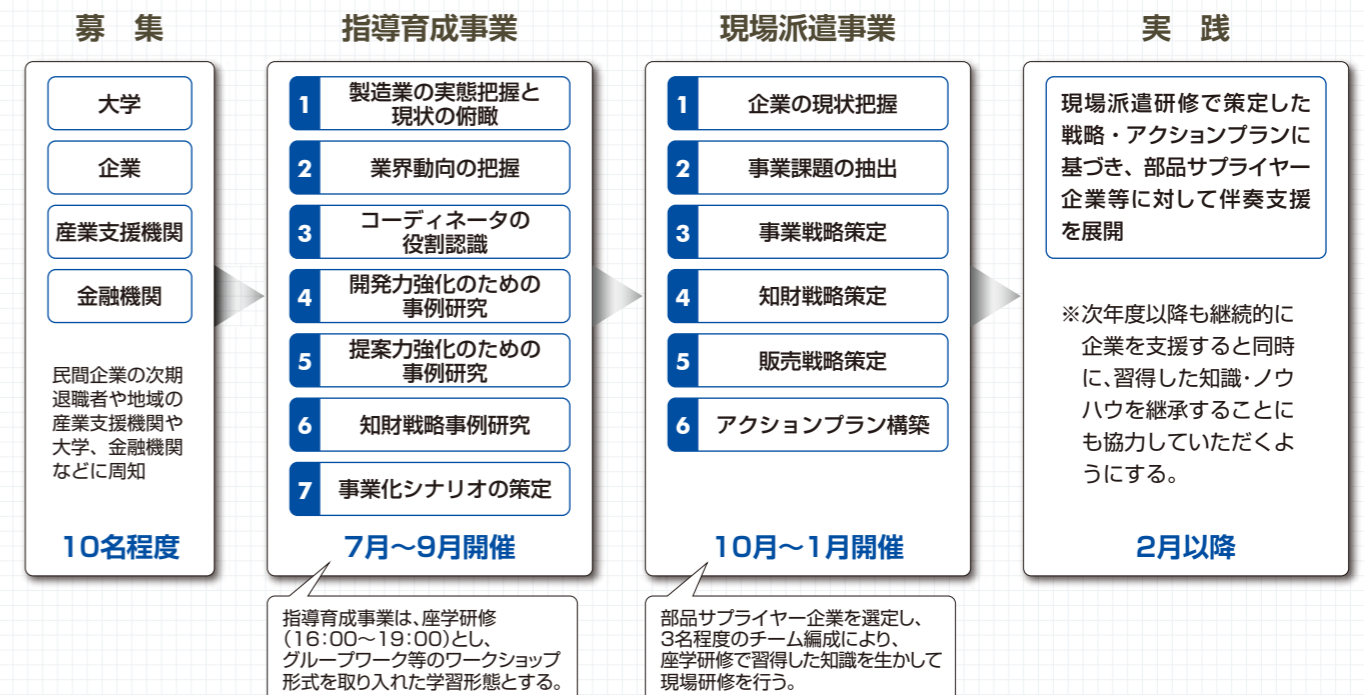 募 集
大学
企業
産業支援機関
金融機関
民間企業の次期
退職者や地域の
産業支援機関や
大学、金融機関
などに周知
10名程度
指導育成事業
1 製造業の実態把握と
現状の俯瞰
2 業界動向の把握
3 コーディネータの
役割認識
4 開発力強化のための
事例研究
5 提案力強化のための
事例研究
6 知財戦略事例研究
7 事業化シナリオの策定
7月～9月開催
指導育成事業は、座学研修
（16：00～19：00）とし、
グループワーク等のワークショップ
形式を取り入れた学習形態とする。
現場派遣事業
1 企業の現状把握
2 事業課題の抽出
3 事業戦略策定
4 知財戦略策定
5 販売戦略策定
6 アクションプラン構築
10月～1月開催
部品サプライヤー企業を選定し、
3名程度のチーム編成により、
座学研修で習得した知識を生かして
現場研修を行う。
実 践
現場派遣研修で策定した
戦略・アクションプランに
基づき、部品サプライヤー
企業等に対して伴奏支援
を展開
※次年度以降も継続的に
企業を支援すると同時
に、習得した知識・ノウ
ハウを継承することに
も協力していただくよ
うにする。
2月以降